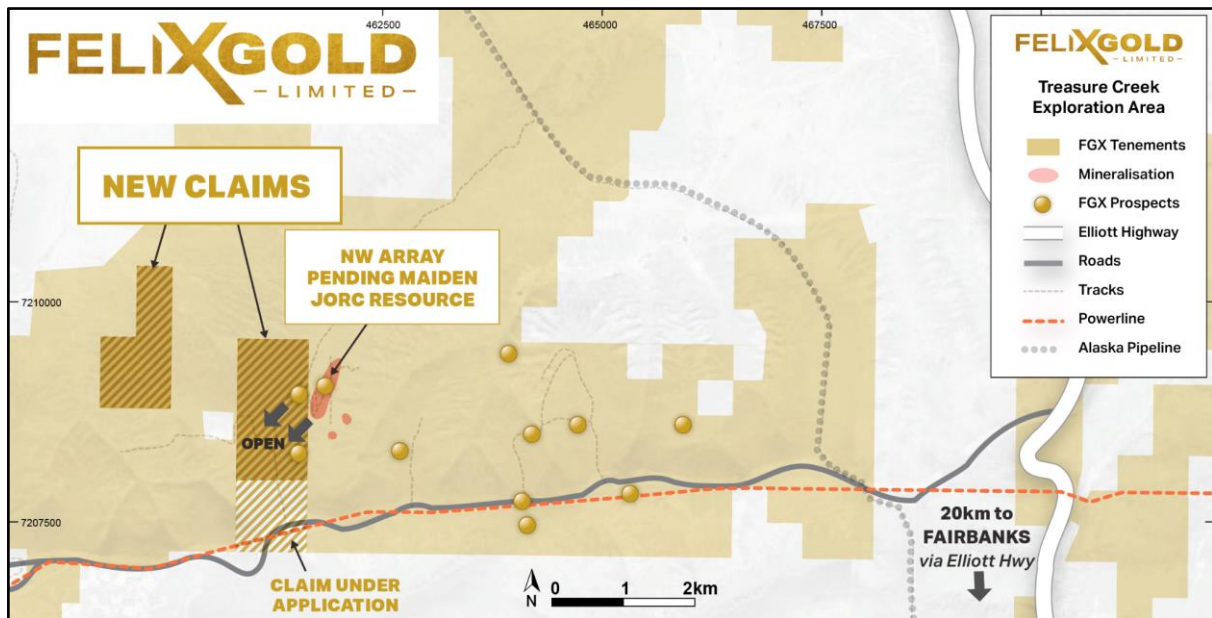 462500
465000
467500
FELIXGOLD
- LIMITED -
NEW CLAIMS
NW ARRAY
PENDING MAIDEN
JORC RESOURCE
7210000
OPEN
7207500
CLAIM UNDER
APPLICATION
N
0 1 2km
20km to
FAIRBANKS
via Elliott Hwy
FELIXGOLD
- LIMITED -
Treasure Creek
Exploration Area
FGX Tenements
Mineralisation
FGX Prospects
Elliott Highway
Roads
Tracks
Powerline
Alaska Pipeline